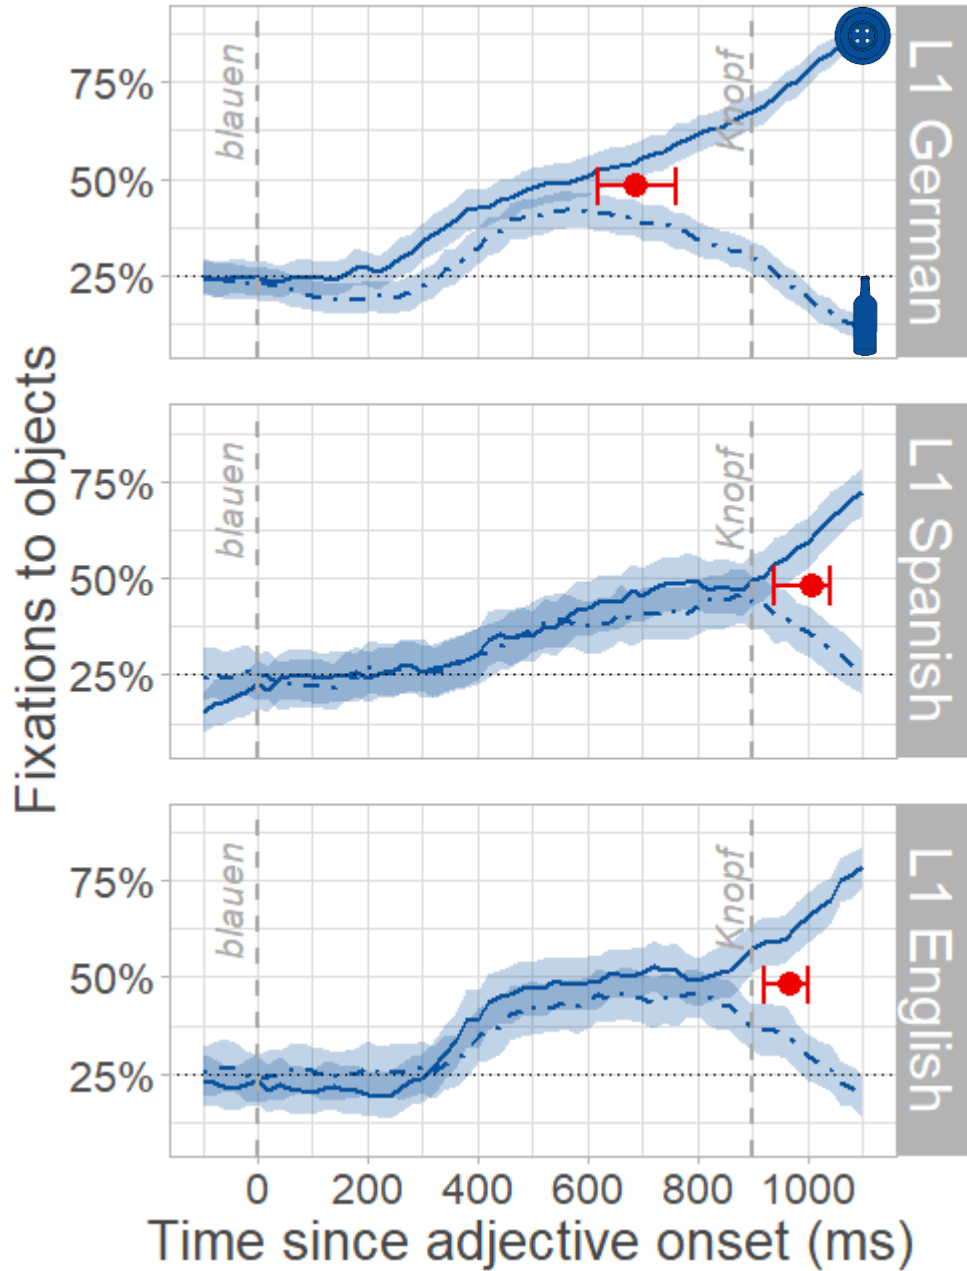 Fixations to objects
75%
50%
25%
blauen
Knopf
L1 German
75%
50%
25%
blauen
Knopf
L1 Spanish
75%
50%
25%
blauen
Knopf
L1 English
0 200 400 600 800 1000
Time since adjective onset (ms)